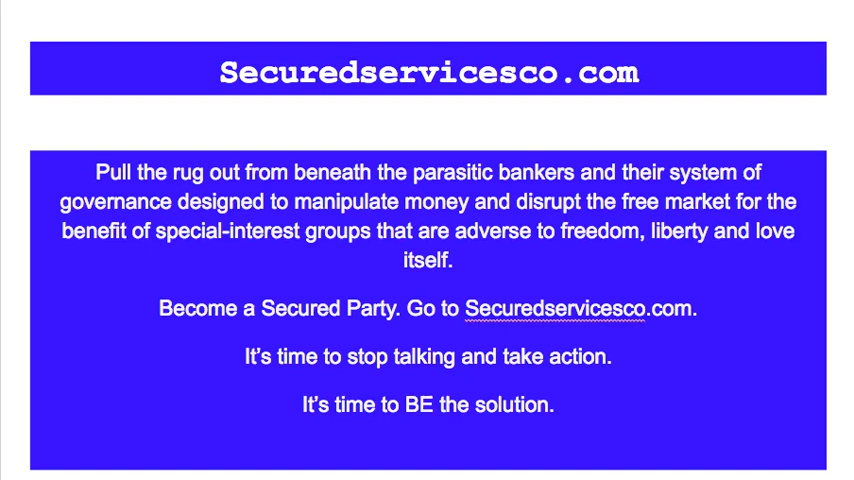 Securedservicesco.com
Pull the rug out from beneath the parasitic bankers and their system of
governance designed to manipulate money and disrupt the free market for the
benefit of special-interest groups that are adverse to freedom, liberty and love
itself.
Become a Secured Party. Go to Securedservicesco.com.
It’s time to stop talking and take action.
It’s time to BE the solution.